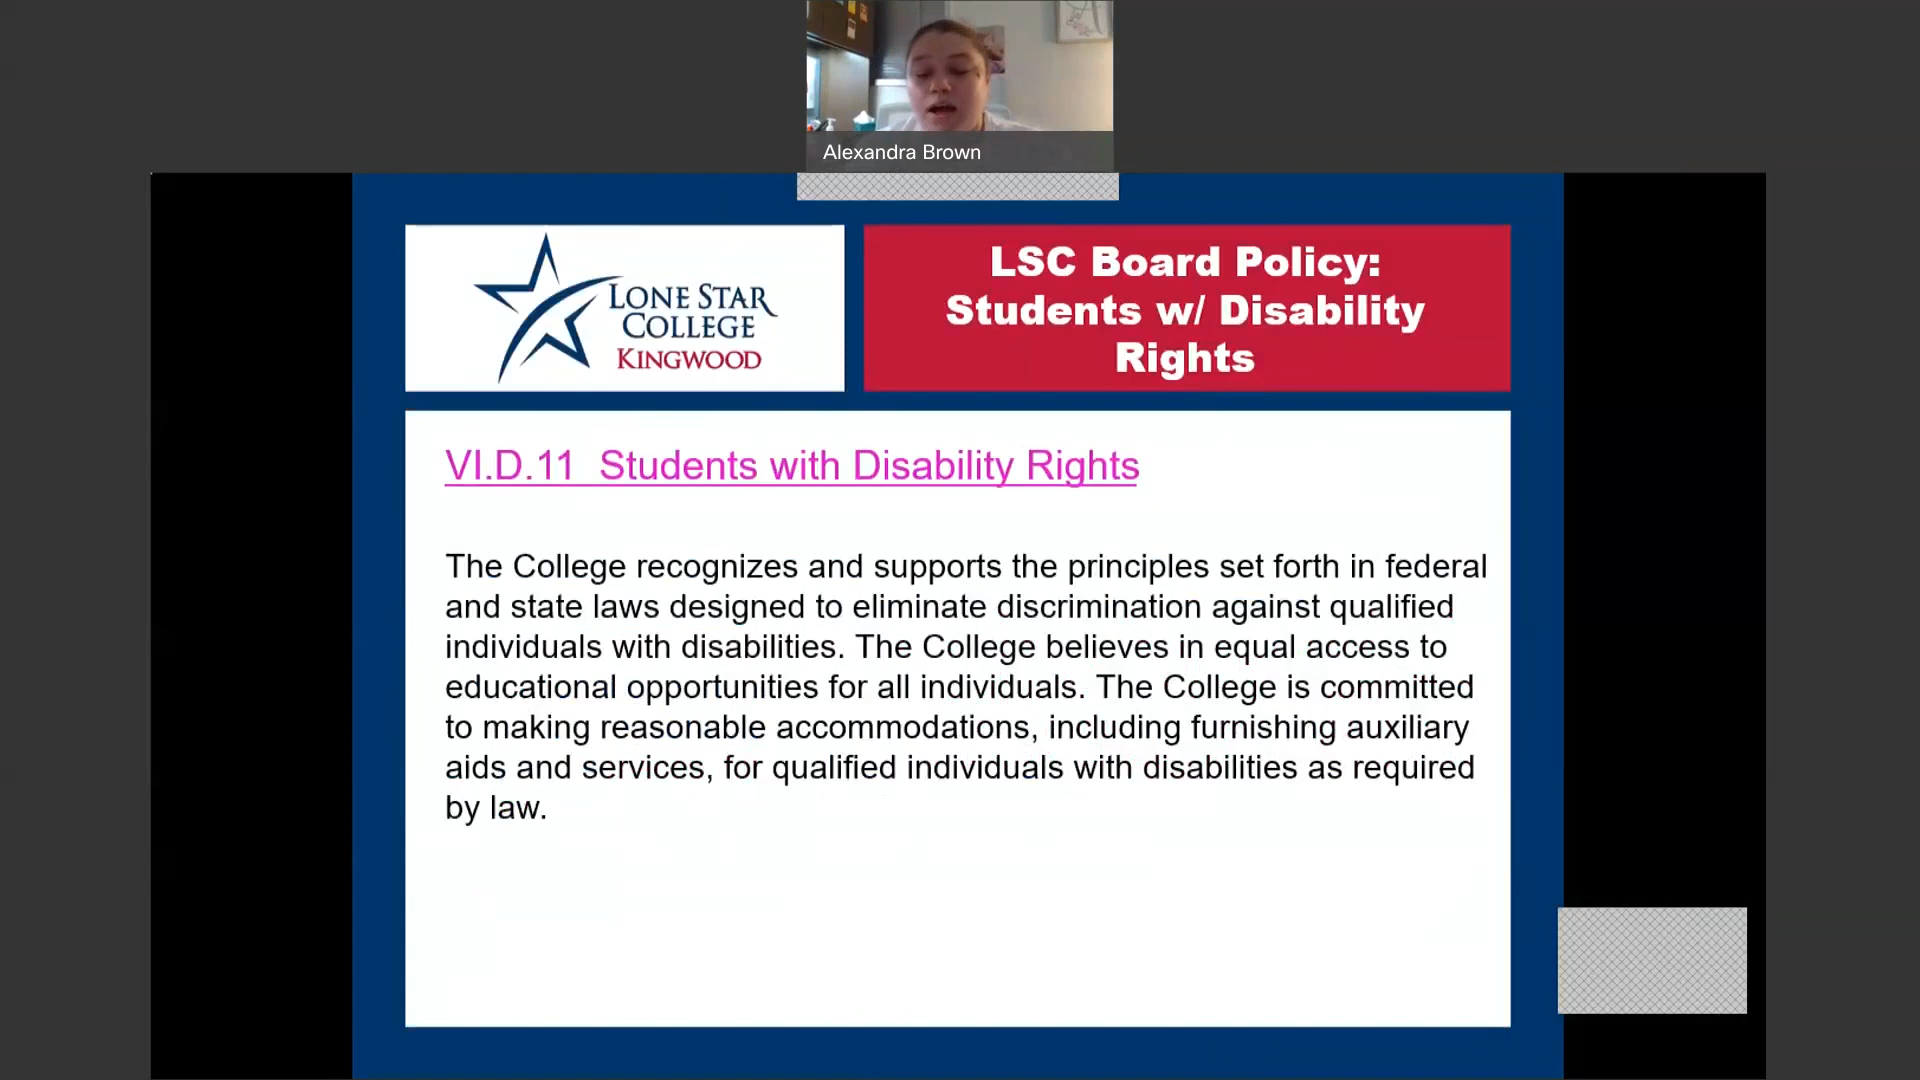 Alexandra Brown
LONE STAR
COLLEGE
KINGWOOD
LSC Board Policy:
Students w/ Disability
Rights
VI.D.11  Students with Disability Rights
The College recognizes and supports the principles set forth in federal
and state laws designed to eliminate discrimination against qualified
individuals with disabilities. The College believes in equal access to
educational opportunities for all individuals. The College is committed
to making reasonable accommodations, including furnishing auxiliary
aids and services, for qualified individuals with disabilities as required
by law.